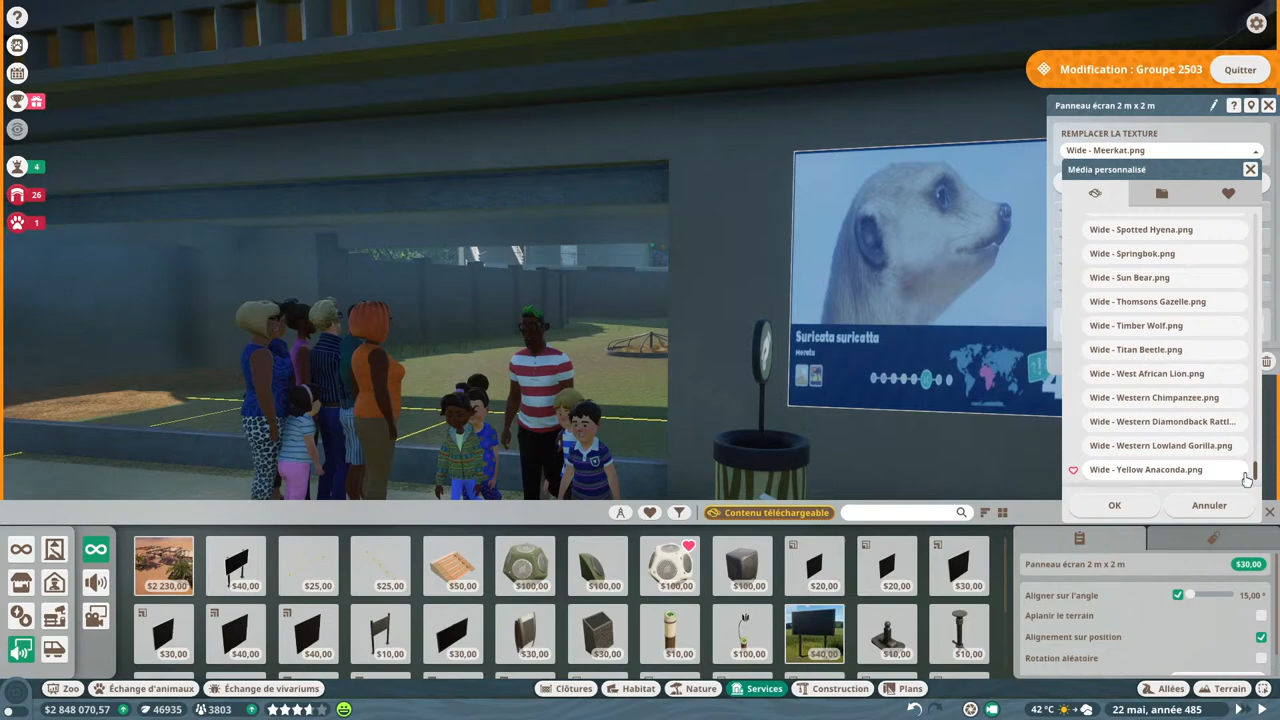 Modification : Groupe 2503
Quitter
Panneau écran 2 m x 2 m
?
REMPLACER LA TEXTURE
Wide - Meerkat.png
Média personnalisé
Wide - Spotted Hyena.png
Wide - Springbok.png
Wide - Sun Bear.png
Wide - Thomsons Gazelle.png
Wide - Timber Wolf.png
Wide - Titan Beetle.png
Wide - West African Lion.png
Wide - Western Chimpanzee.png
Wide - Western Diamondback Rattl...
Wide - Western Lowland Gorilla.png
Wide - Yellow Anaconda.png
OK
Annuler
?
4
26
1
Suricata suricatta
Contenu téléchargeable
$2 230,00
$40,00
$25,00
$25,00
$50,00
$100,00
$100,00
$100,00
$100,00
$20,00
$20,00
$30,00
$30,00
$40,00
$40,00
$30,00
$30,00
$30,00
$30,00
$10,00
$100,00
$40,00
$10,00
$10,00
Panneau écran 2 m x 2 m
$30,00
Aligner sur l'angle
15,00 °
Aplanir le terrain
Alignement sur position
Rotation aléatoire
Zoo
Échange d'animaux
Échange de vivariums
Clôtures
Habitat
Nature
Services
Construction
Plans
Allées
Terrain
$2 848 070,57
46935
3803
42 °C
22 mai, année 485